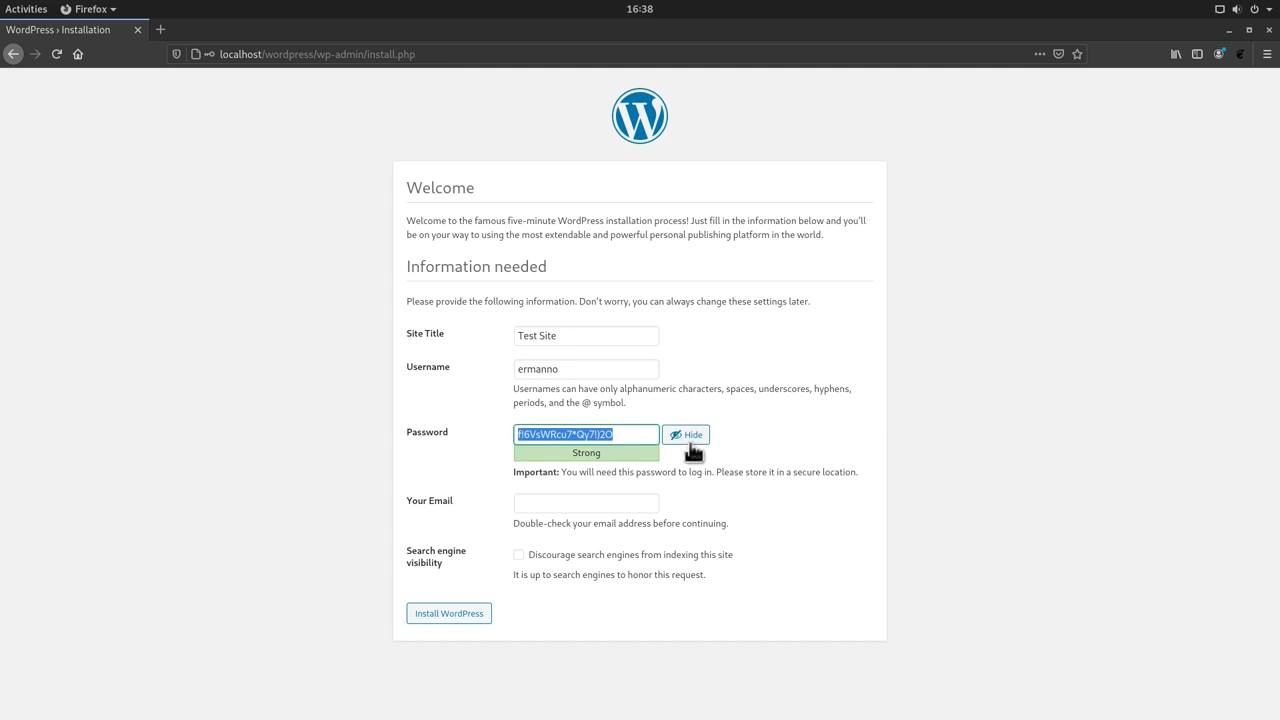 Activities
Firefox
16:38
WordPress › Installation
localhost/wordpress/wp-admin/install.php
Welcome
Welcome to the famous five-minute WordPress installation process! Just fill in the information below and you'll
be on your way to using the most extendable and powerful personal publishing platform in the world.
Information needed
Please provide the following information. Don't worry, you can always change these settings later.
Site Title
Test Site
Username
ermanno
Usernames can have only alphanumeric characters, spaces, underscores, hyphens,
periods, and the @ symbol.
Password
f!6VsWRcu7*Qy7!)2O
Hide
Strong
Important: You will need this password to log in. Please store it in a secure location.
Your Email
Double-check your email address before continuing.
Search engine
visibility
Discourage search engines from indexing this site
It is up to search engines to honor this request.
Install WordPress